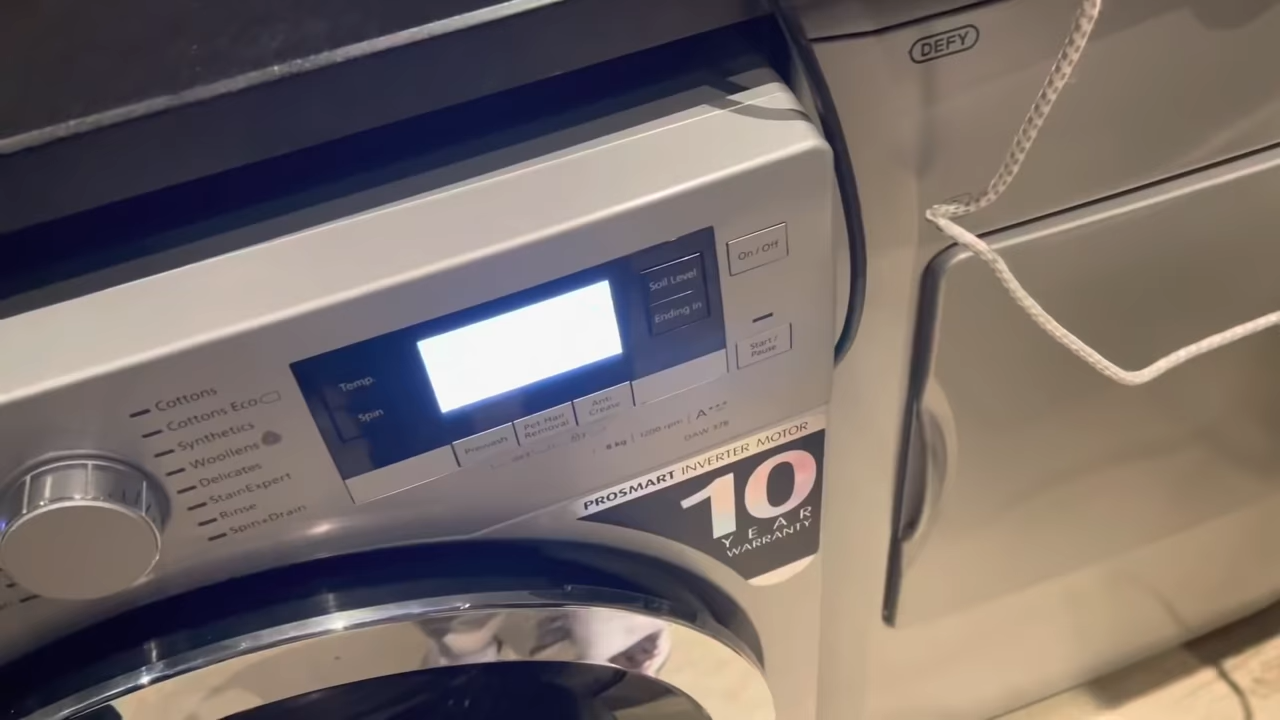 DEFY
On / Off
Soil Level
Ending In
Start /
Pause
Temp.
Spin
Prewash
Pet Hair
Removal
Anti
Crease
8 kg
1200 rpm
A+++
DAW 378
Cottons
Cottons Eco
Synthetics
Woollens
Delicates
StainExpert
Rinse
Spin+Drain
PROSMART INVERTER MOTOR
10
YEAR
WARRANTY